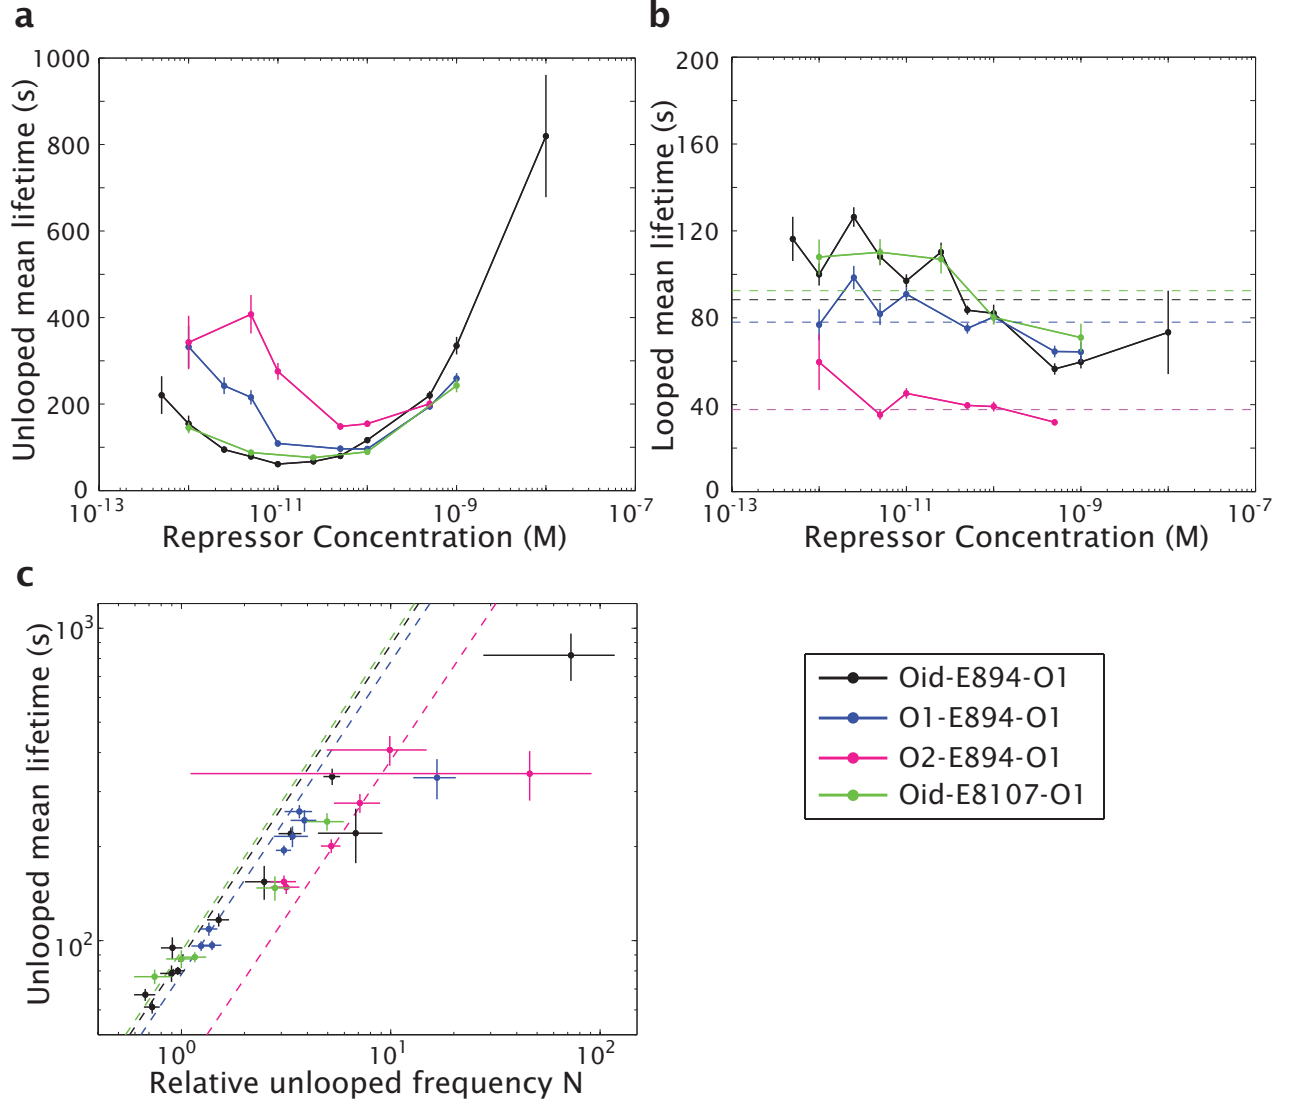 a
1000
800
600
400
200
0
Unlooped mean lifetime (s)
10-13
10-11
10-9
10-7
Repressor Concentration (M)
b
200
160
120
80
40
0
Looped mean lifetime (s)
10-13
10-11
10-9
10-7
Repressor Concentration (M)
c
10³
10²
Unlooped mean lifetime (s)
10⁰
10¹
10²
Relative unlooped frequency N
Oid-E894-O1
O1-E894-O1
O2-E894-O1
Oid-E8107-O1